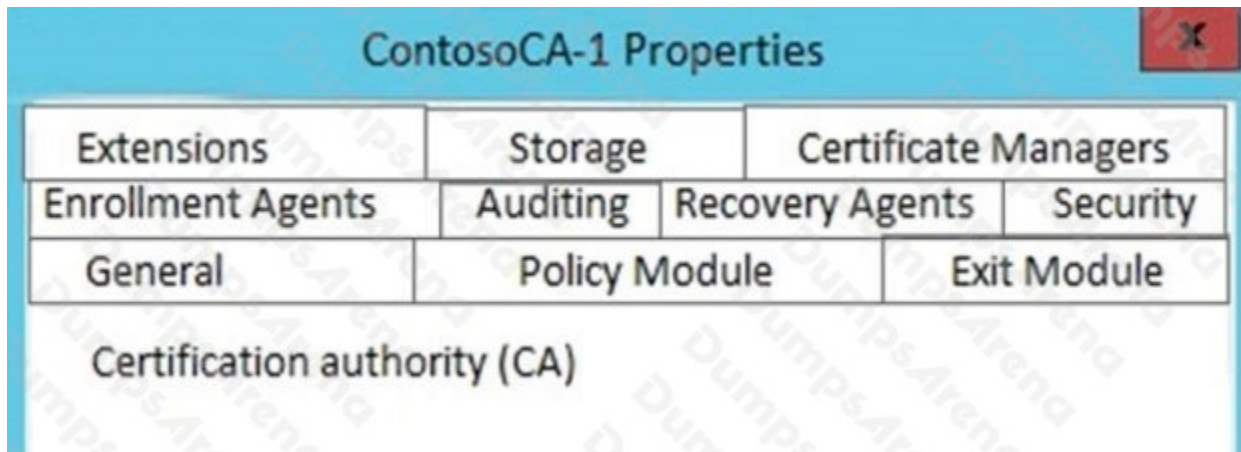 ContosoCA-1 Properties
x
Extensions Storage Certificate Managers
Enrollment Agents Auditing Recovery Agents Security
General Policy Module Exit Module
Certification authority (CA)
DumpsArena